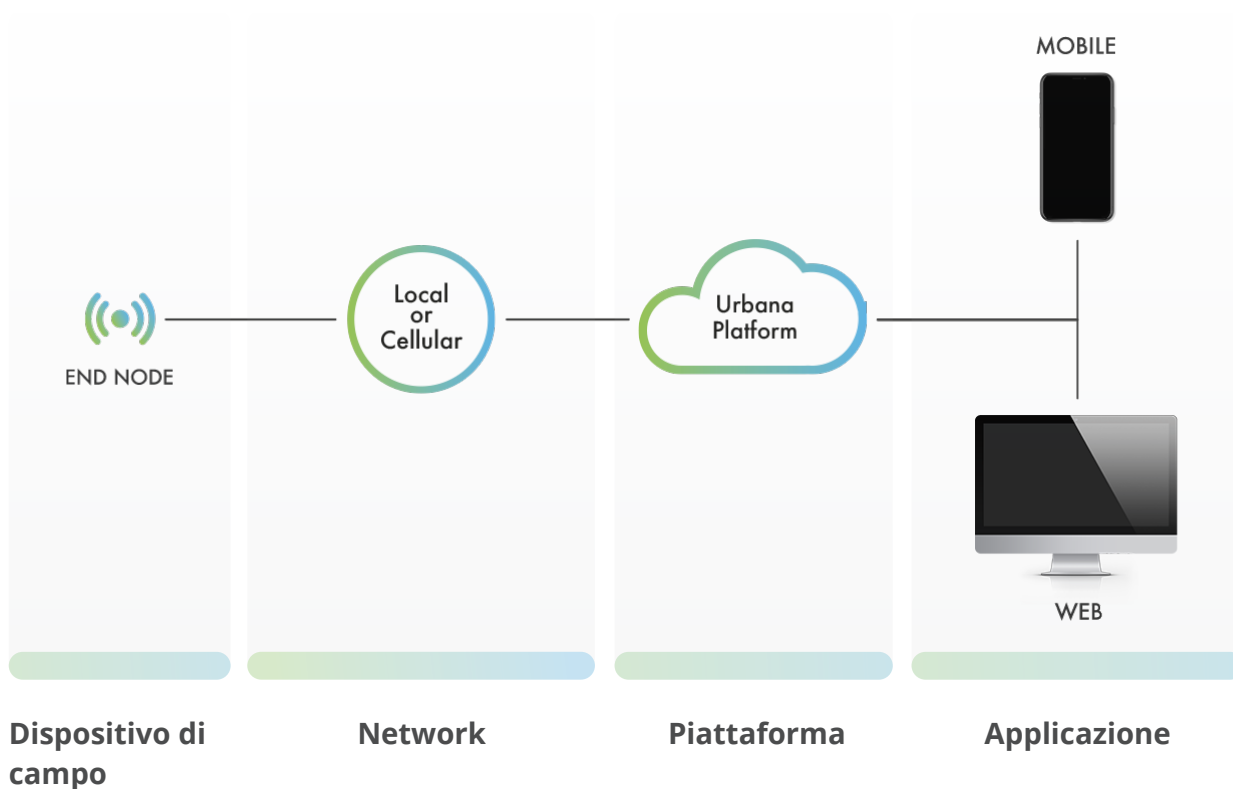 MOBILE
Local
or
Cellular
Urbana
Platform
END NODE
WEB
Dispositivo di
campo
Network
Piattaforma
Applicazione